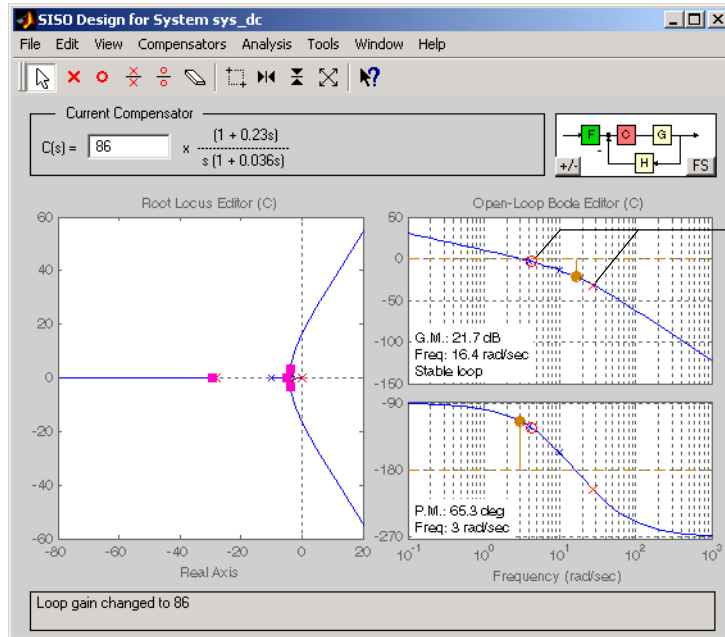 SISO Design for System sys_dc
File Edit View Compensators Analysis Tools Window Help
Current Compensator
C(s) = 86 x (1 + 0.23s)
s (1 + 0.036s)
F C G
H
+/- FS
Root Locus Editor (C)
60
40
20
0
-20
-40
-60
-80 -60 -40 -20 0 20
Real Axis
Open-Loop Bode Editor (C)
50
0
-50
-100
-150
G.M.: 21.7 dB
Freq: 16.4 rad/sec
Stable loop
-90
-180
-270
P.M.: 65.3 deg
Freq: 3 rad/sec
10^-1 10^0 10^1 10^2 10^3
Frequency (rad/sec)
Loop gain changed to 86